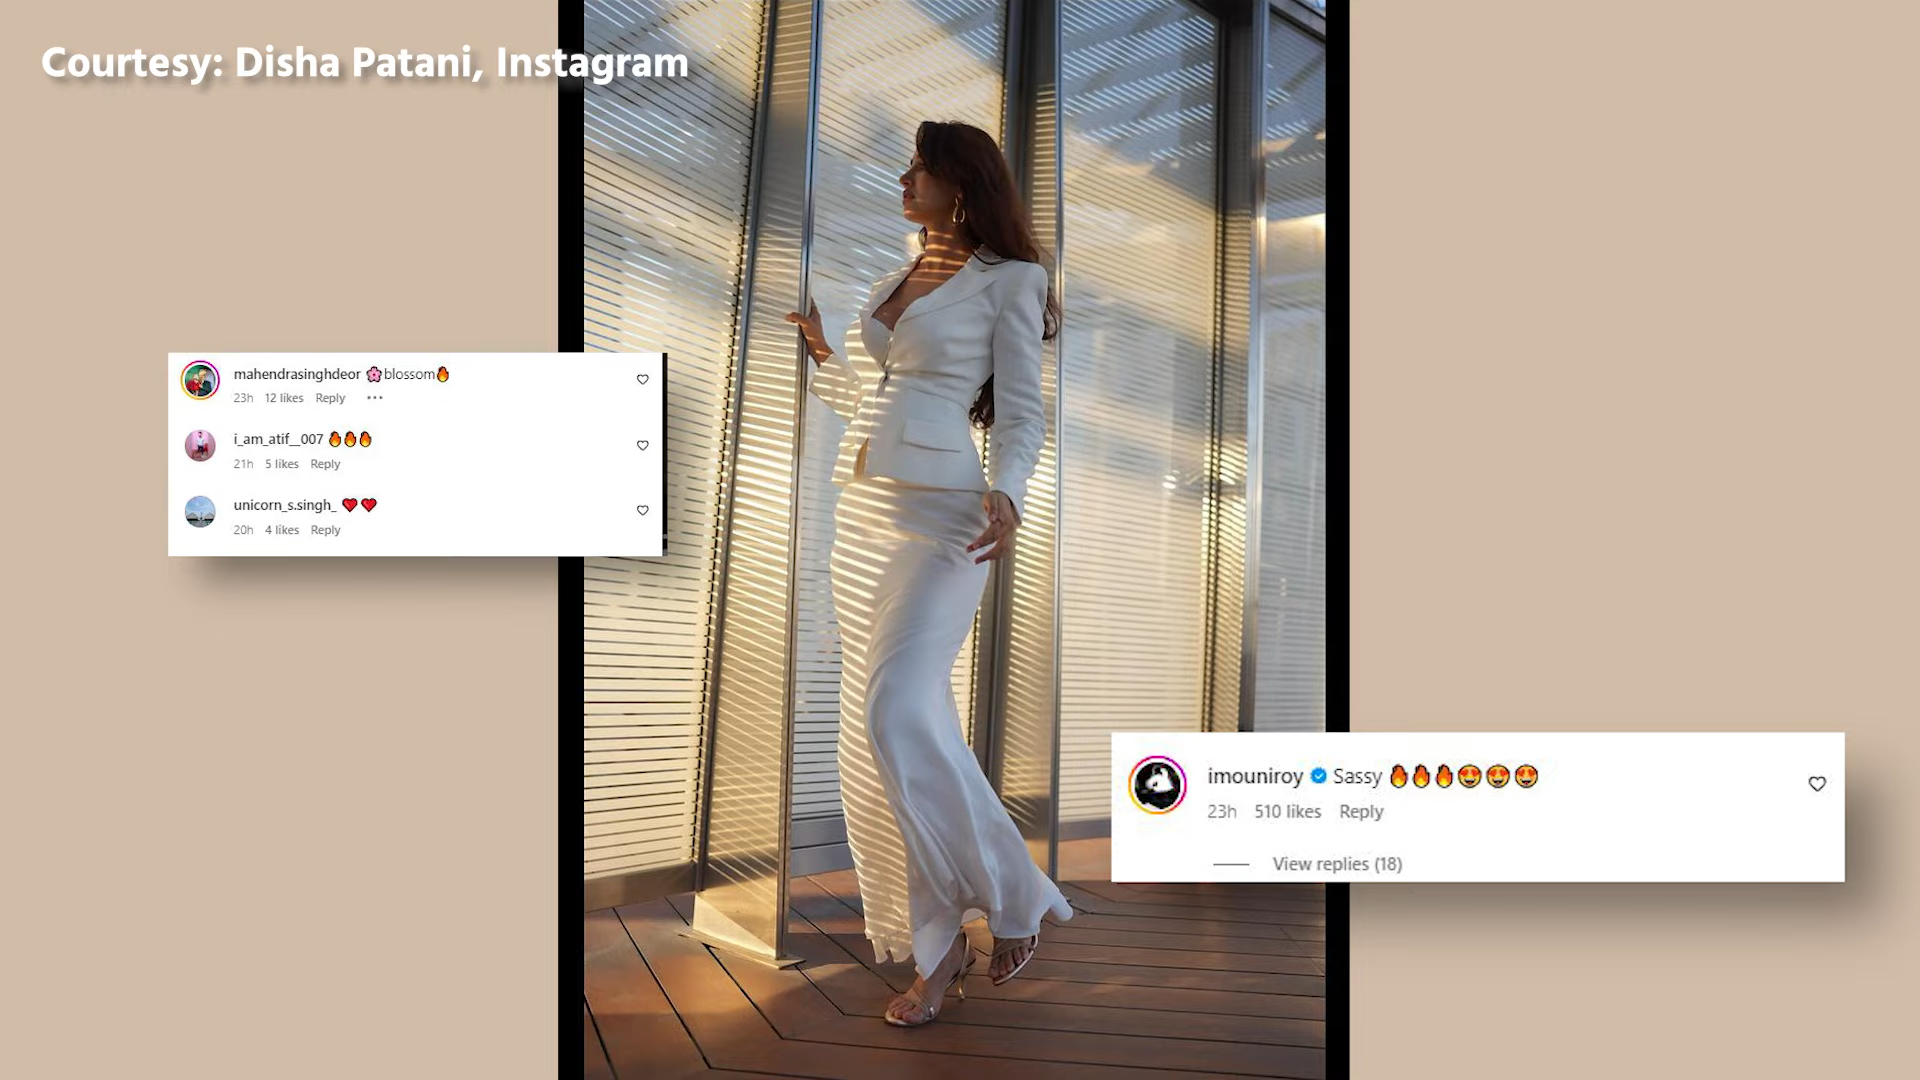 Courtesy: Disha Patani, Instagram
mahendrasinghdeor 🌸blossom🔥
23h 12 likes Reply ...
i_am_atif__007 🔥🔥🔥
21h 5 likes Reply
unicorn_s.singh_ ❤️❤️
20h 4 likes Reply
imouniroy Sassy 🔥🔥🔥😍😍😍
23h 510 likes Reply
View replies (18)